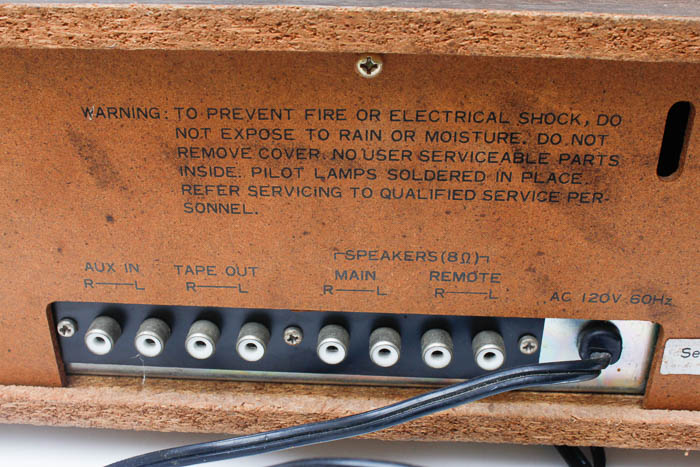 WARNING: TO PREVENT FIRE OR ELECTRICAL SHOCK, DO
NOT EXPOSE TO RAIN OR MOISTURE. DO NOT
REMOVE COVER. NO USER SERVICEABLE PARTS
INSIDE. PILOT LAMPS SOLDERED IN PLACE.
REFER SERVICING TO QUALIFIED SERVICE PER-
SONNEL.
SPEAKERS (8Ω)
AUX IN TAPE OUT MAIN REMOTE
R L R L R L R L
AC 120V 60Hz